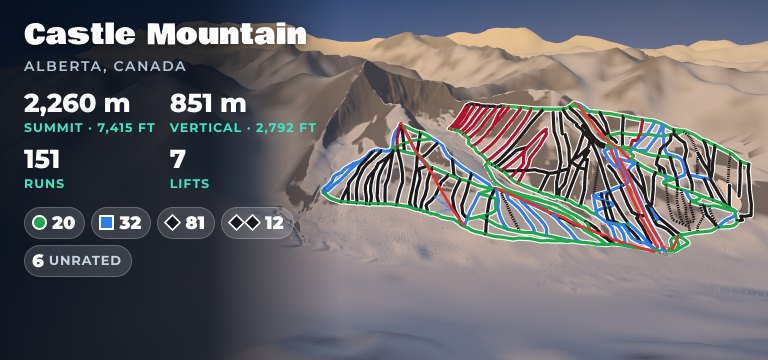 Castle Mountain
ALBERTA, CANADA
2,260 m 851 m
SUMMIT · 7,415 FT VERTICAL · 2,792 FT
151 7
RUNS LIFTS
20 32 81 12
6 UNRATED